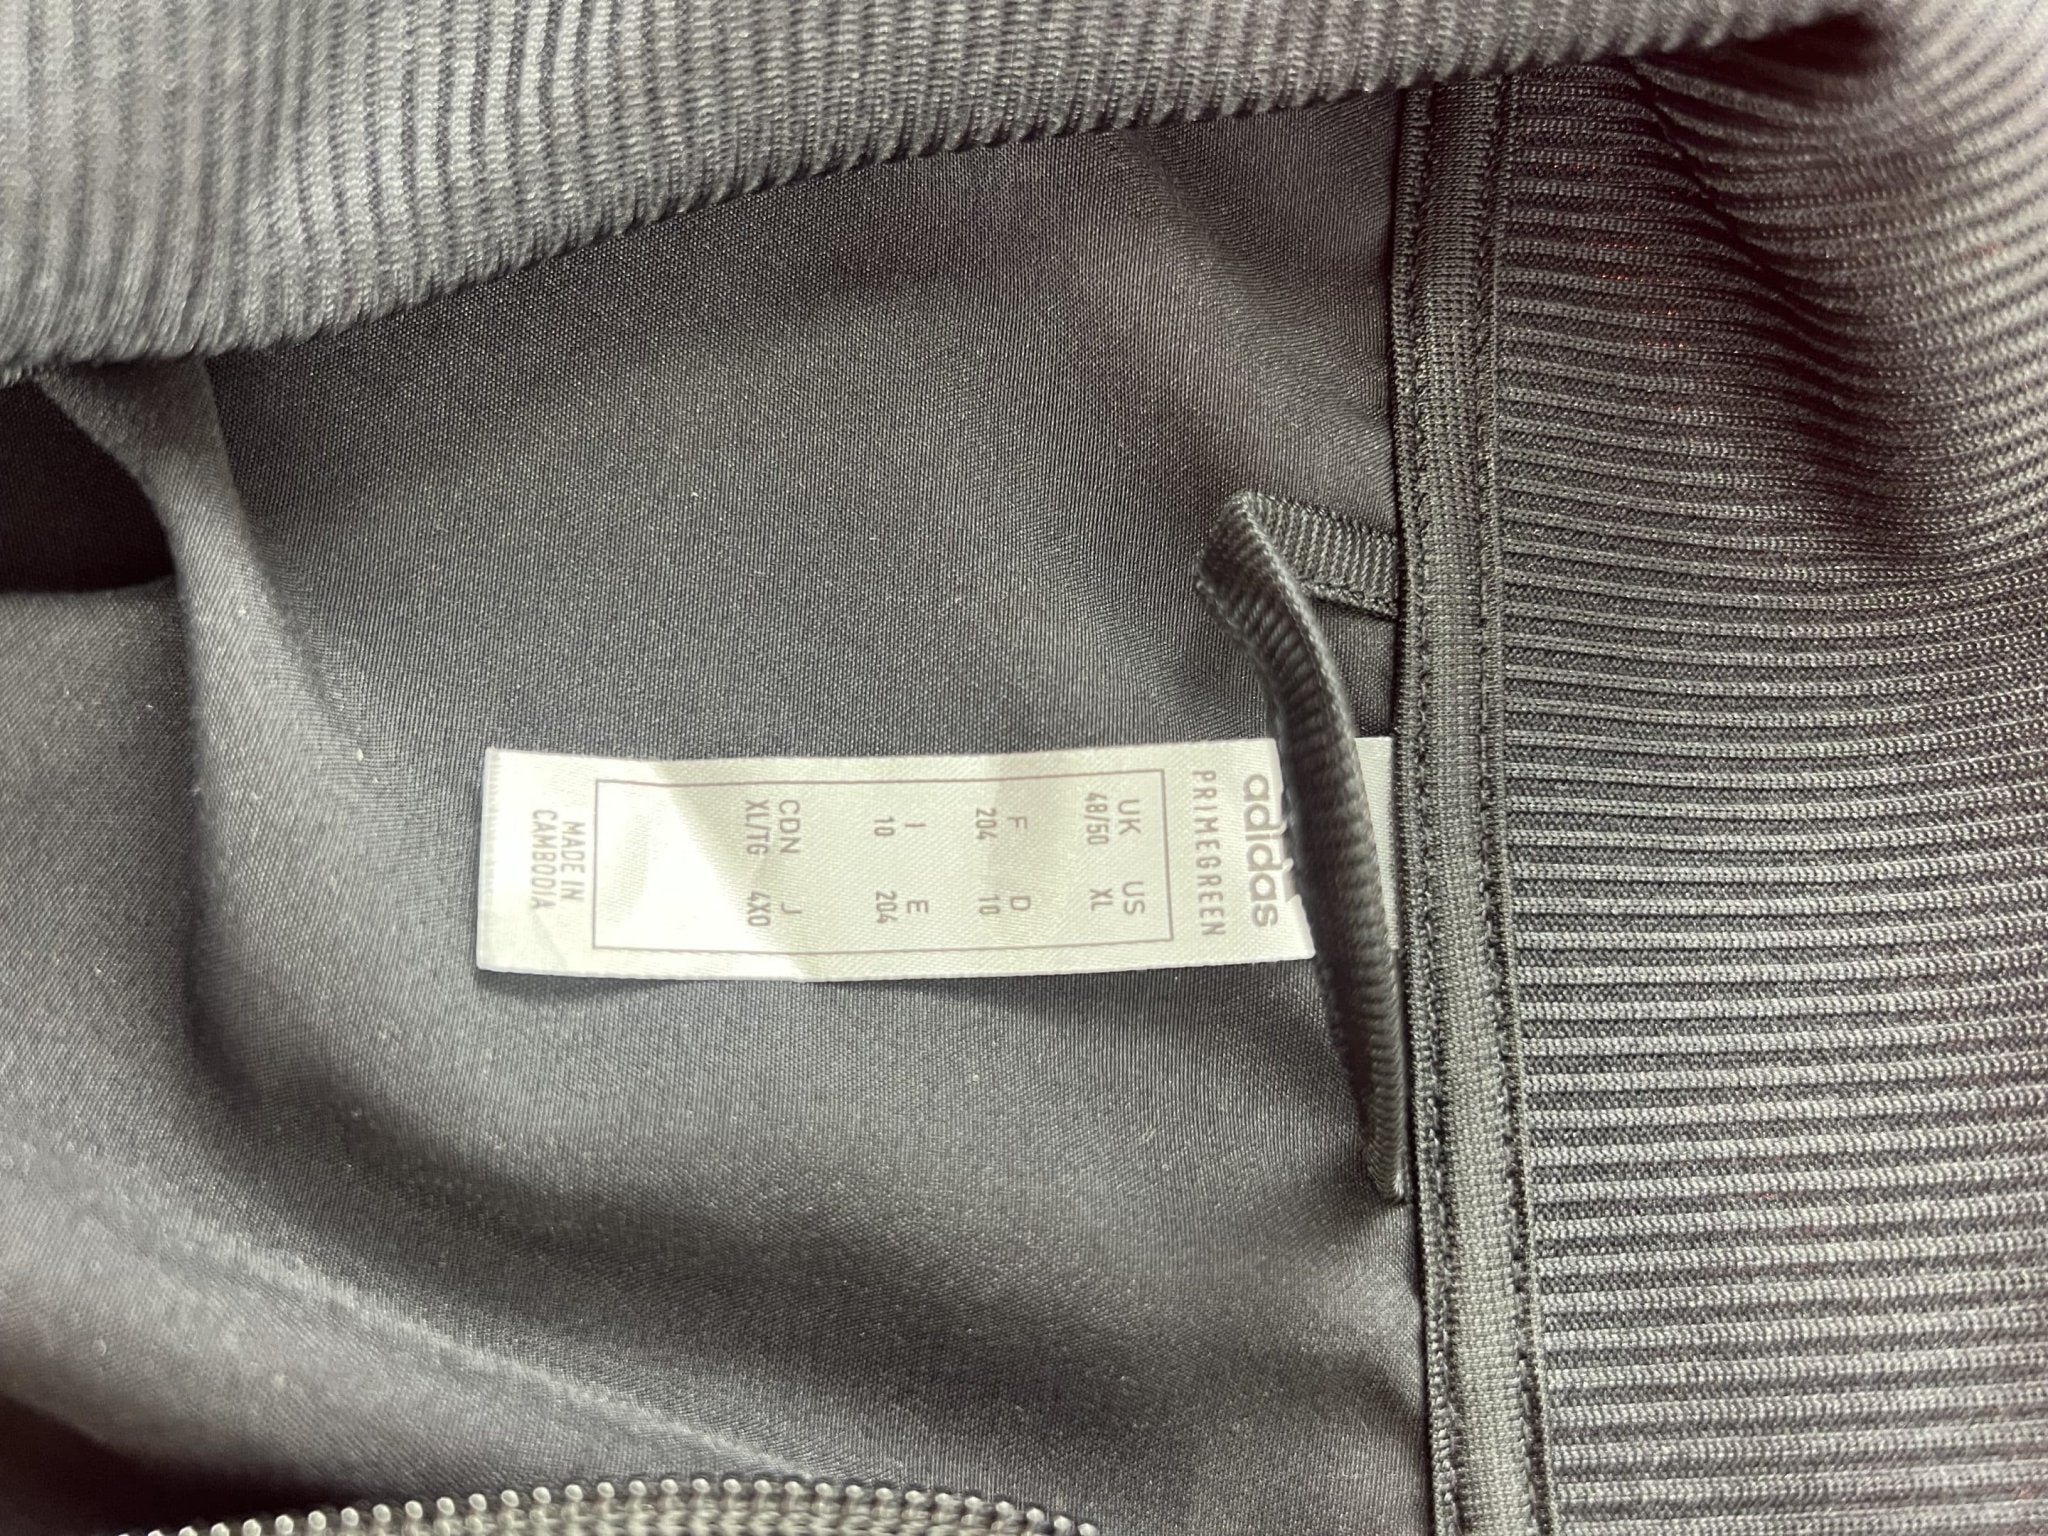 adidas
PRIMEGREEN
UK US
48/50 XL
F D
204 10
I E
10 204
CDN J
XL/TG 4XO
MADE IN
CAMBODIA